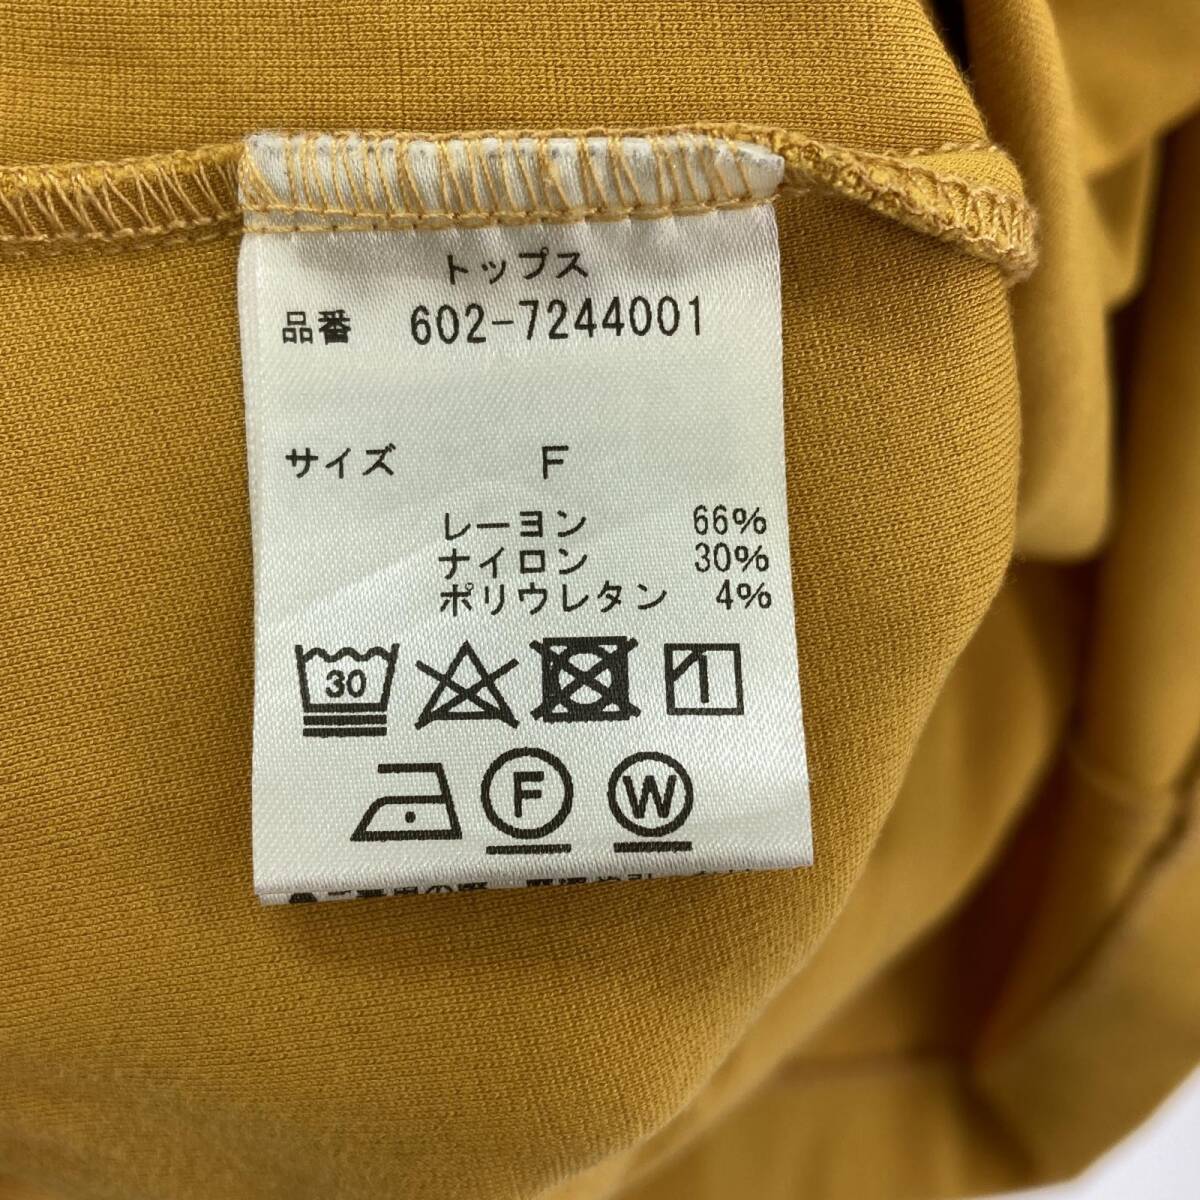 トップス
品番 602-7244001
サイズ F
レーヨン 66%
ナイロン 30%
ポリウレタン 4%
30
F W